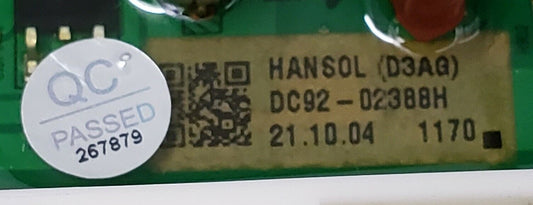 QC
PASSED
267879
HANSOL (D3AG)
DC92-02388H
21.10.04 1170